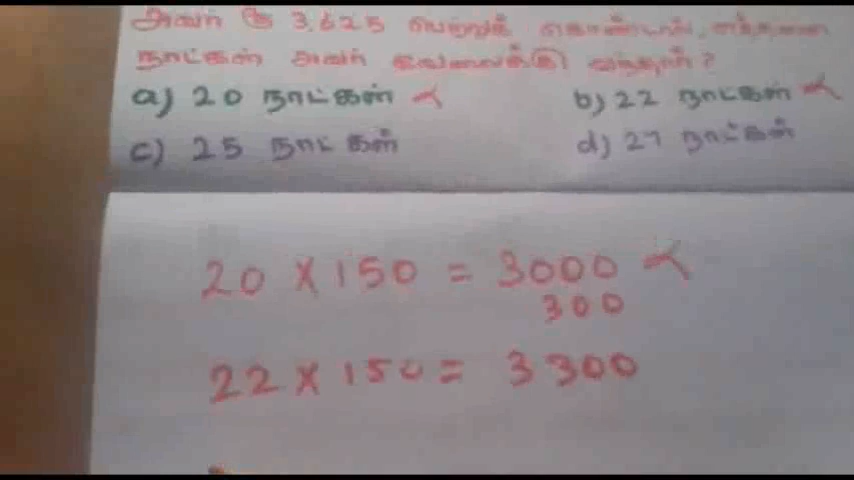 அவர் ரூ 3,625 பெற்றுக் கொண்டால், எத்தனை
நாட்கள் அவர் வேலைக்கு வந்தார்?
a) 20 நாட்கள் ×
b) 22 நாட்கள் ×
c) 25 நாட்கள்
d) 27 நாட்கள்
20 × 150 = 3000 ×
300
22 × 150 = 3300